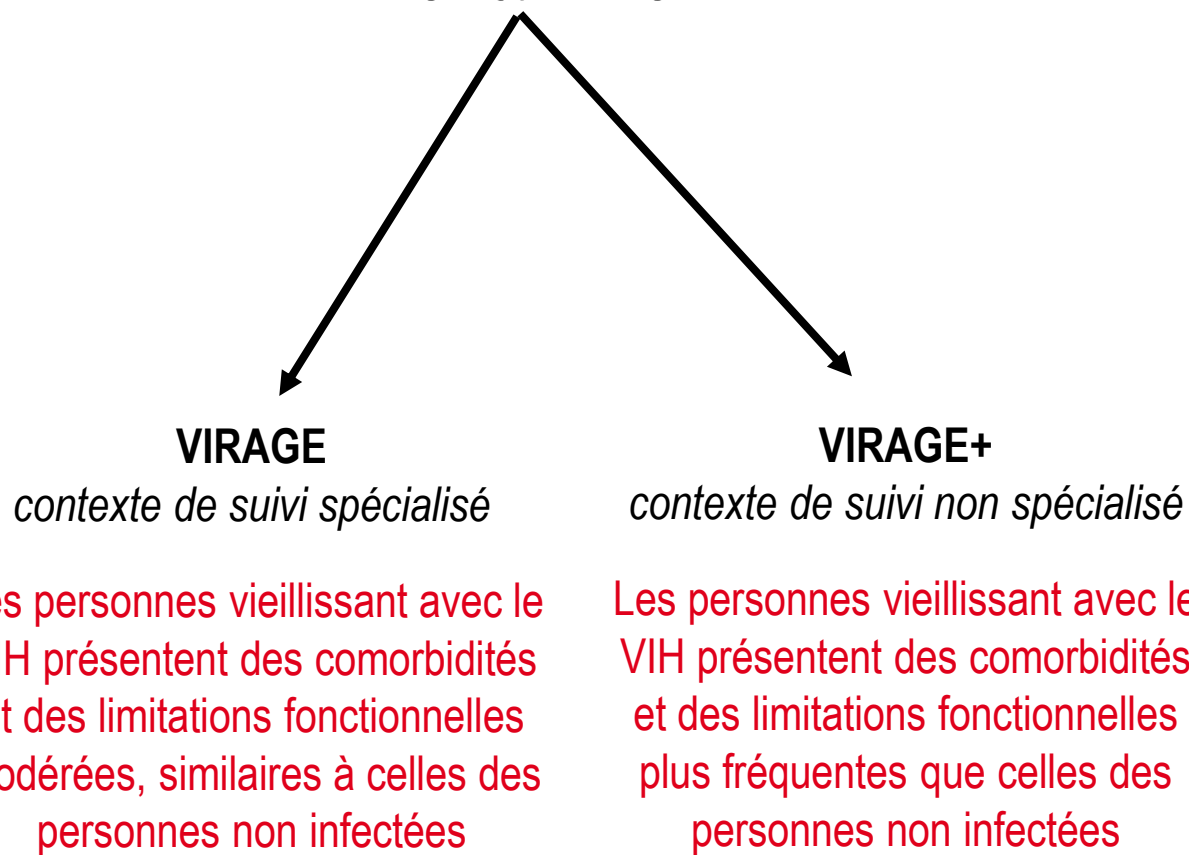 VIRAGE
contexte de suivi spécialisé
personnes vieillissant avec le
présentent des comorbidités
des limitations fonctionnelles
similaires à celles des
personnes non infectées
VIRAGE+
contexte de suivi non spécialisé
Les personnes vieillissant avec le
VIH présentent des comorbidités
et des limitations fonctionnelles
plus fréquentes que celles des
personnes non infectées